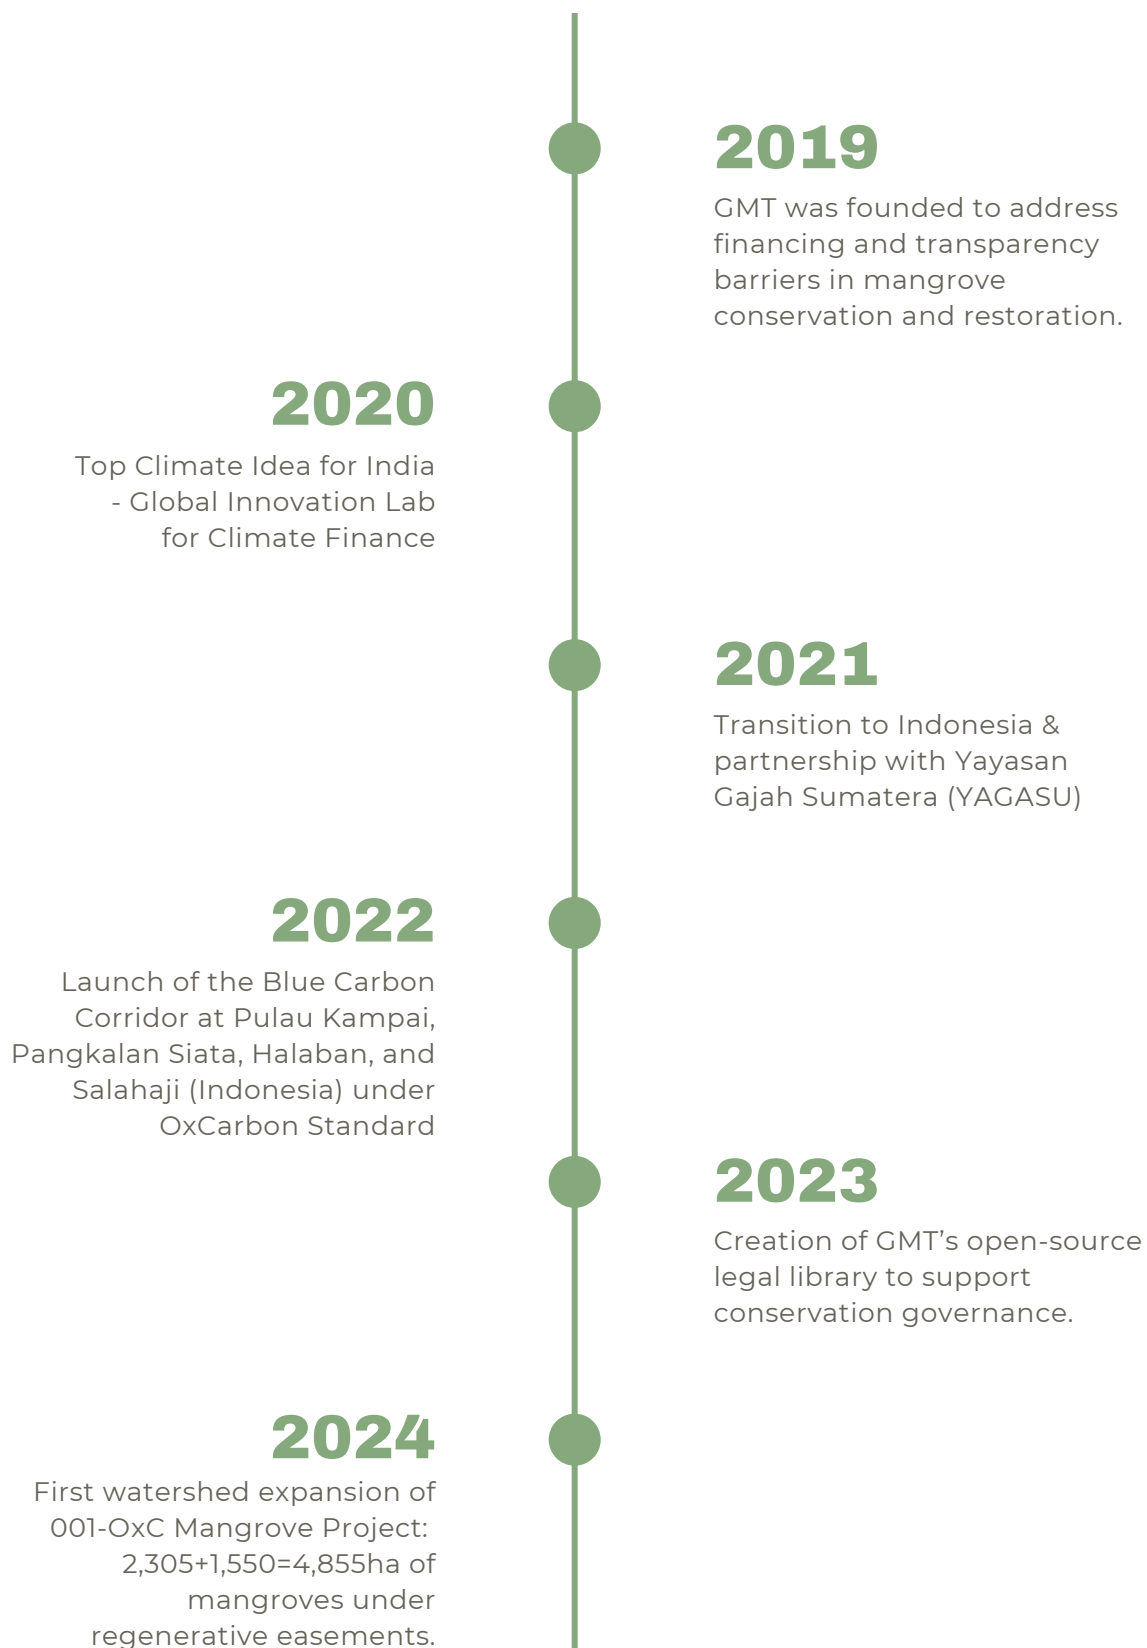 2019
GMT was founded to address
financing and transparency
barriers in mangrove
conservation and restoration.
2020
Top Climate Idea for India
- Global Innovation Lab
for Climate Finance
2021
Transition to Indonesia &
partnership with Yayasan
Gajah Sumatera (YAGASU)
2022
Launch of the Blue Carbon
Corridor at Pulau Kampai,
Pangkalan Siata, Halaban, and
Salahaji (Indonesia) under
OxCarbon Standard
2023
Creation of GMT’s open-source
legal library to support
conservation governance.
2024
First watershed expansion of
001-OxC Mangrove Project:
2,305+1,550=4,855ha of
mangroves under
regenerative easements.